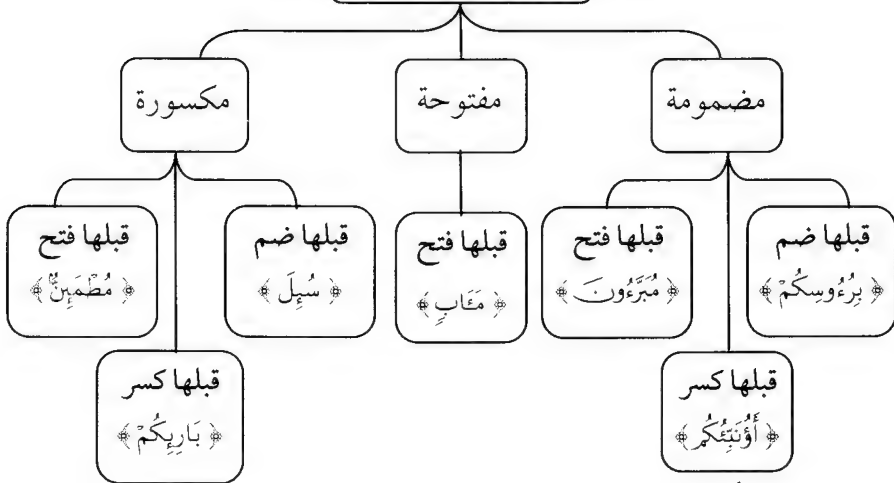 مضمومة
مفتوحة
مكسورة
قبلها ضم
﴿ بِرُءُوسِكُمْ ﴾
قبلها فتح
﴿ مُبَرَّءُونَ ﴾
قبلها فتح
﴿ مَـَٔابِ ﴾
قبلها ضم
﴿ سُئِلَ ﴾
قبلها فتح
﴿ مُطْمَئِنٌّۢ ﴾
قبلها كسر
﴿ أَؤُنَبِّئُكُم ﴾
قبلها كسر
﴿ بَارِئِكُمْ ﴾